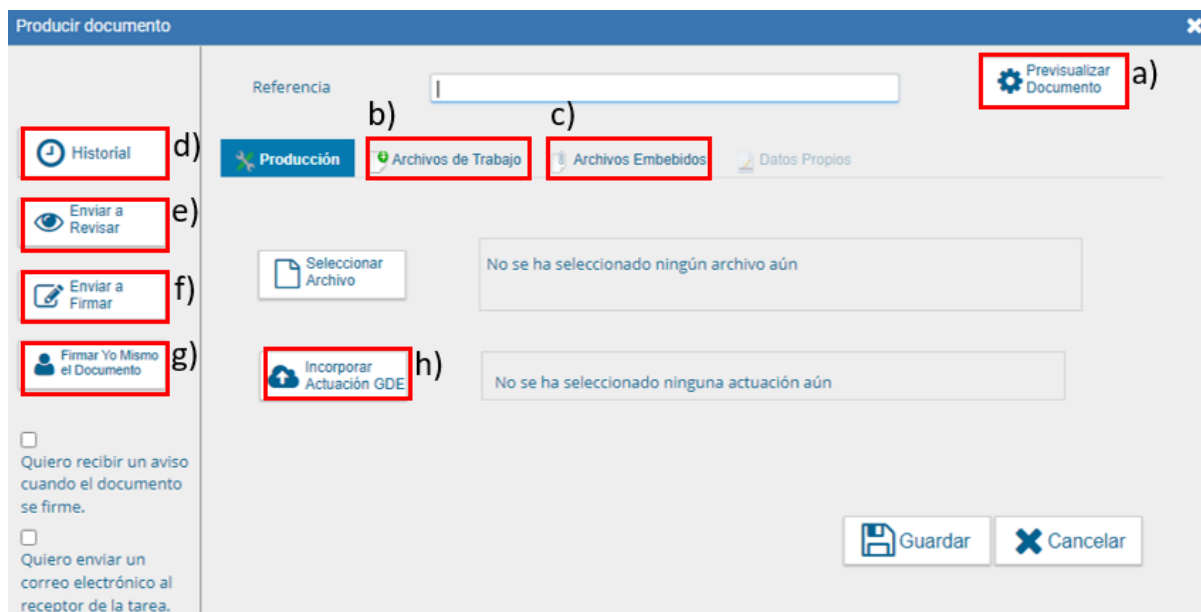 Producir documento
Referencia
Previsualizar
Documento
a)
b)
c)
Historial
d)
Producción
Archivos de Trabajo
Archivos Embebidos
Datos Propios
Enviar a
Revisar
e)
Seleccionar
Archivo
No se ha seleccionado ningún archivo aún
Enviar a
Firmar
f)
Firmar Yo Mismo
el Documento
g)
Incorporar
Actuación GDE
h)
No se ha seleccionado ninguna actuación aún
Quiero recibir un aviso
cuando el documento
se firme.
Quiero enviar un
correo electrónico al
receptor de la tarea.
Guardar
Cancelar